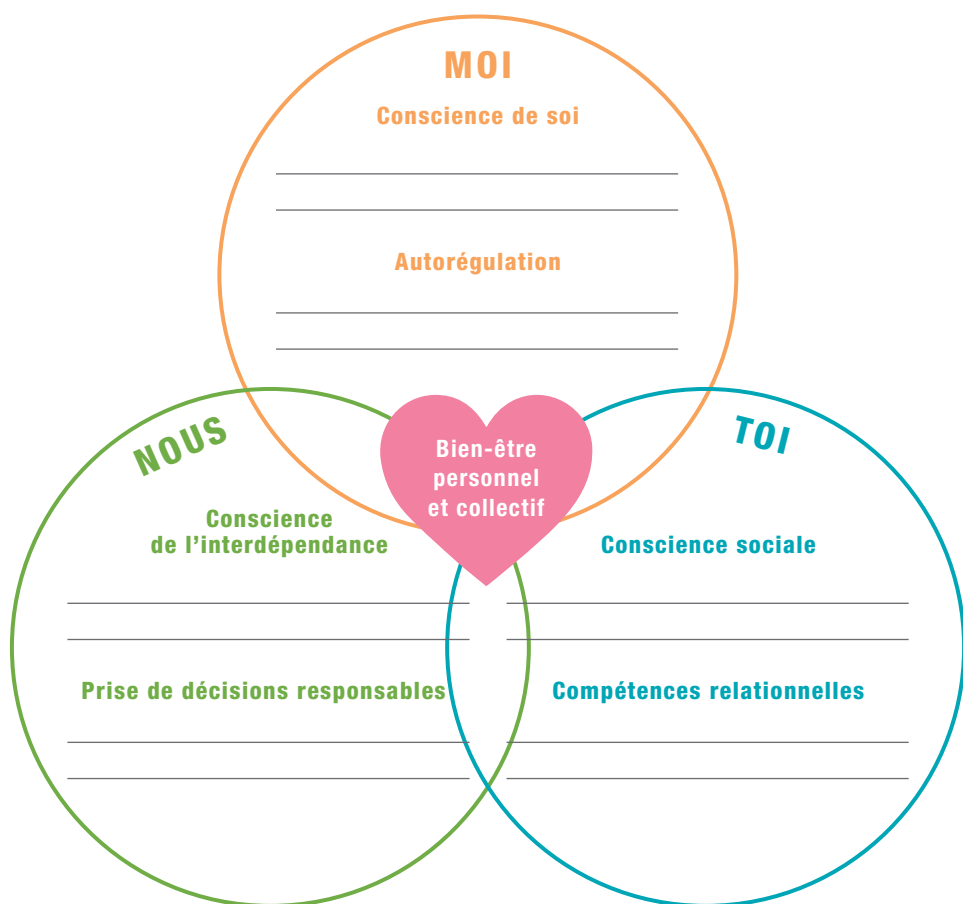 MOI
Conscience de soi
Autorégulation
NOUS
Conscience
de l'interdépendance
Prise de décisions responsables
Bien-être
personnel
et collectif
TOI
Conscience sociale
Compétences relationnelles